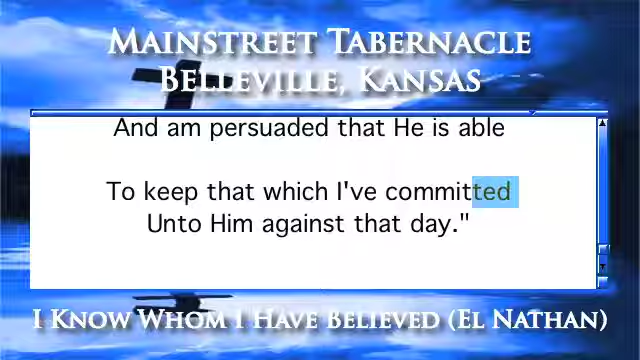 MAINSTREET TABERNACLE
BELLEVILLE, KANSAS
And am persuaded that He is able
To keep that which I've committed
Unto Him against that day."
I KNOW WHOM I HAVE BELIEVED (EL NATHAN)